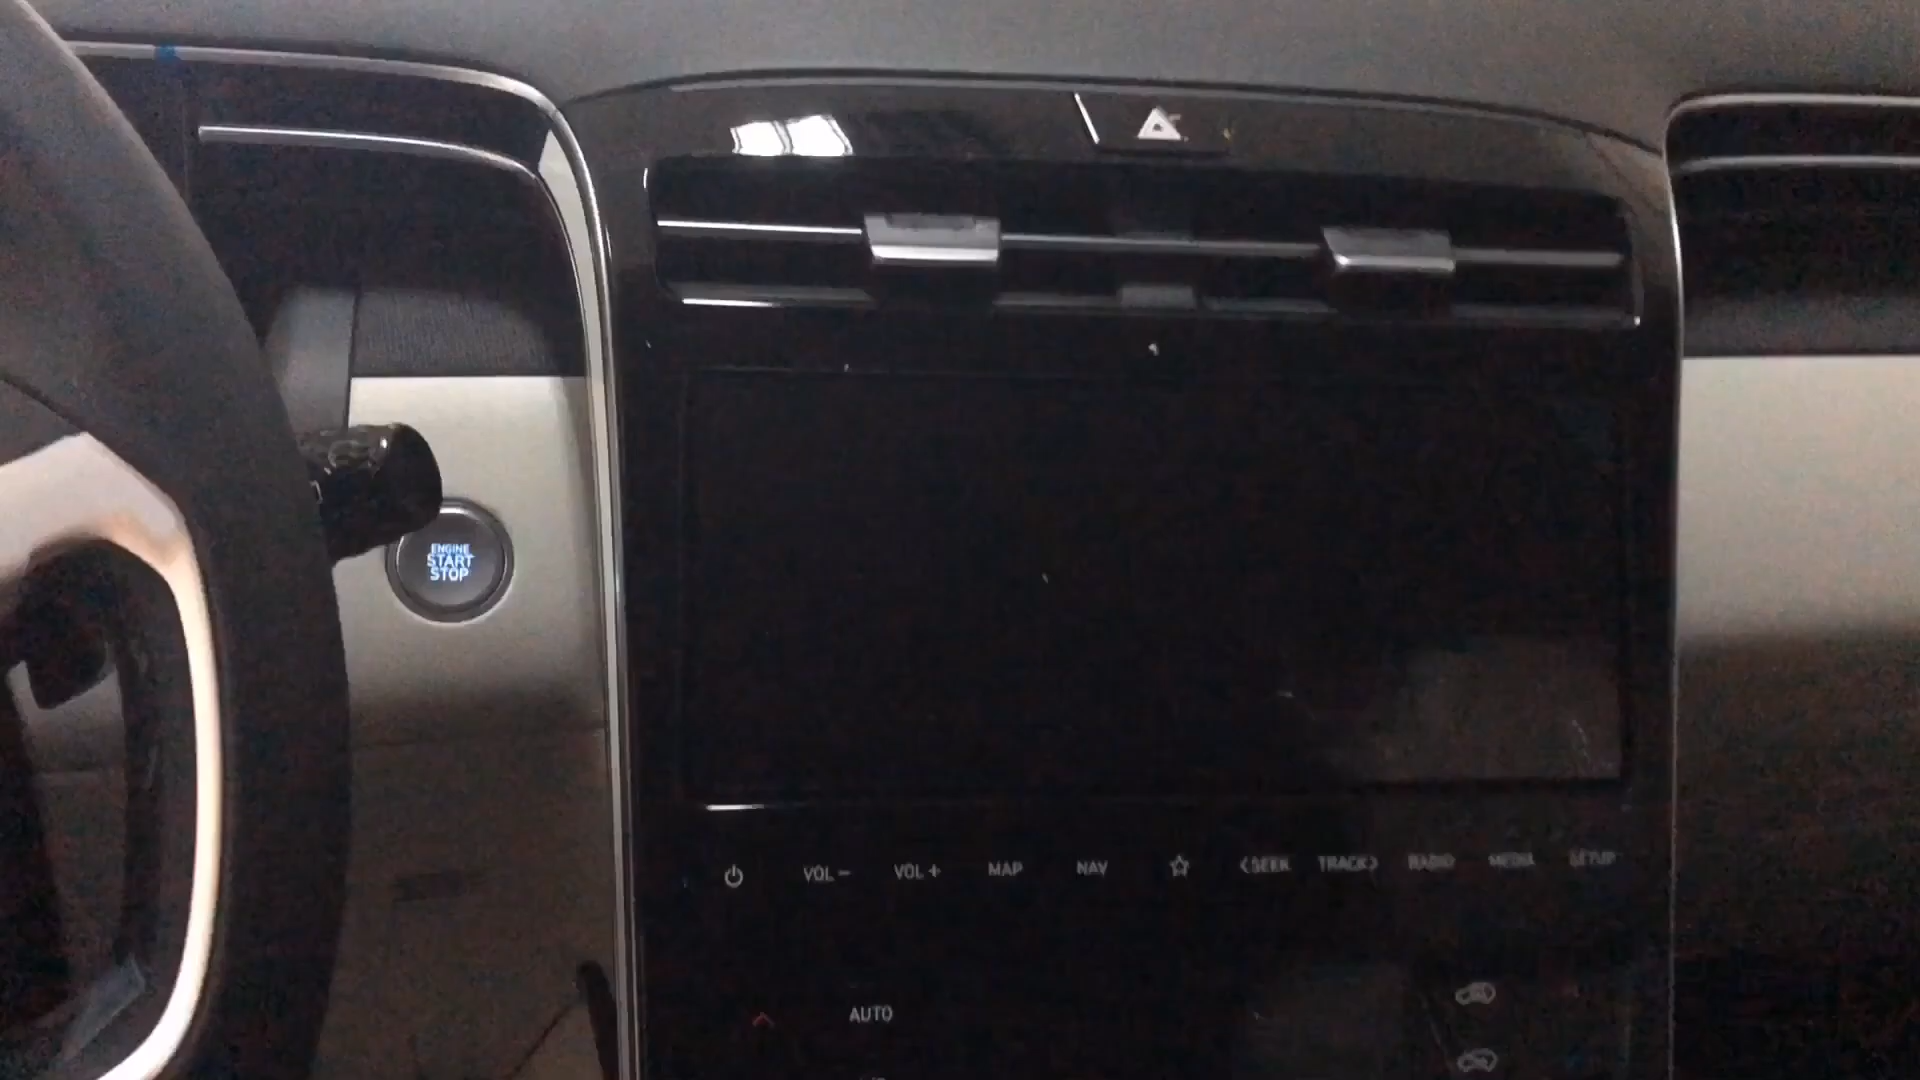 ENGINE
START
STOP
VOL − VOL + MAP NAV ☆ <SEEK TRACK> RADIO MEDIA SETUP
AUTO